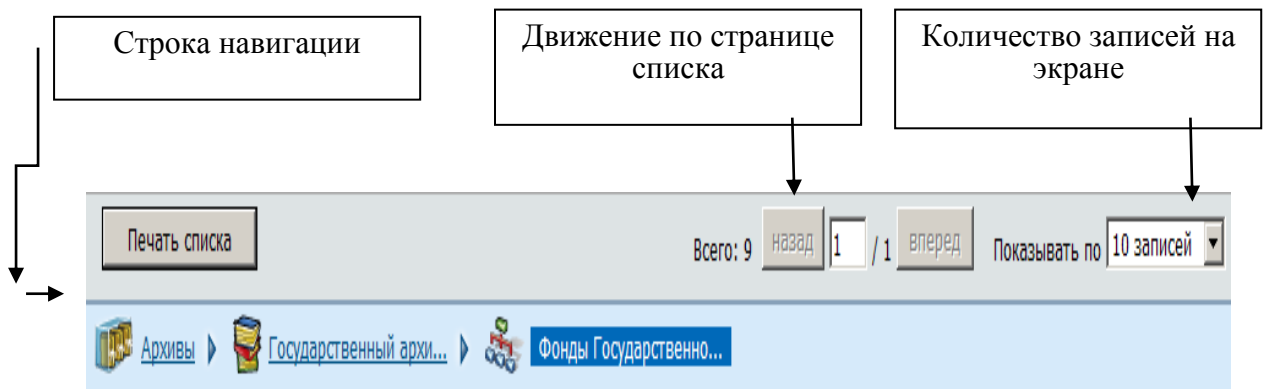 Строка навигации
Движение по странице
списка
Количество записей на
экране
Печать списка
Всего: 9 назад 1 / 1 вперед Показывать по 10 записей
Архивы Государственный архи... Фонды Государственно...